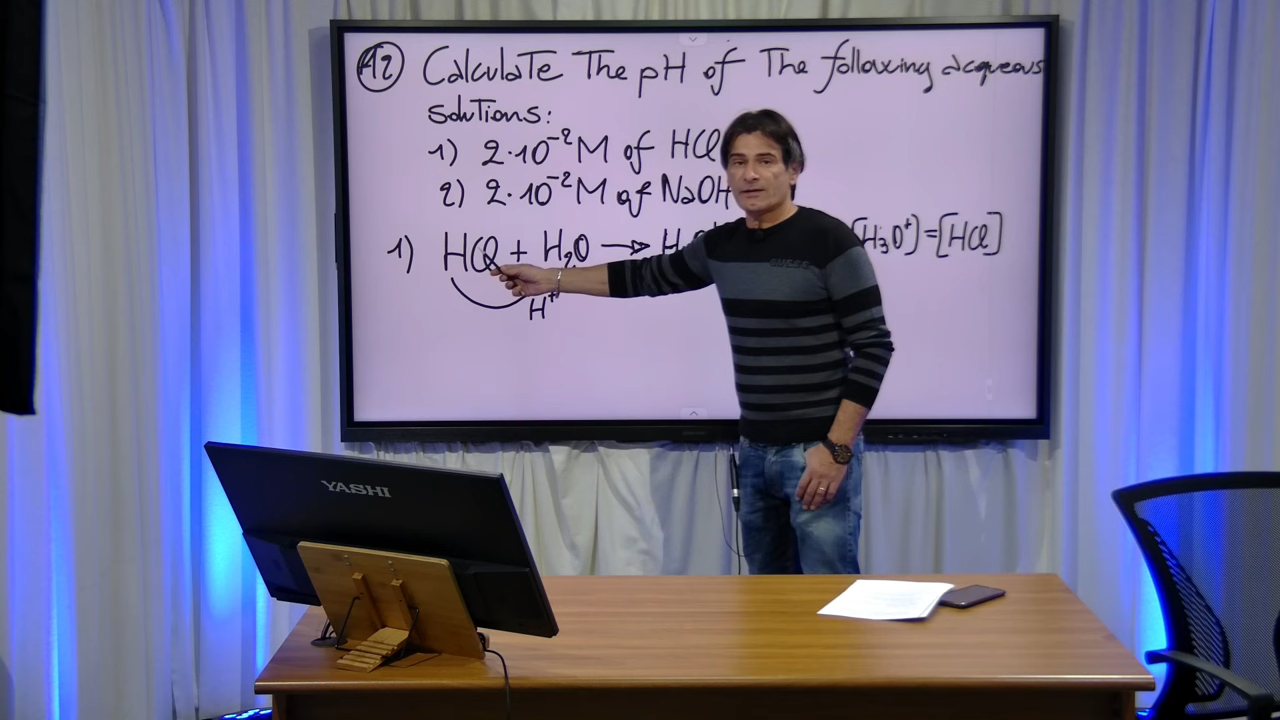 A2 Calculate The pH of The following acqueous
solutions:
1) 2·10⁻²M of HCl
2) 2·10⁻²M of NaOH
1) HCl + H₂O → [H₃O⁺]=[HCl]
H⁺
YASHI